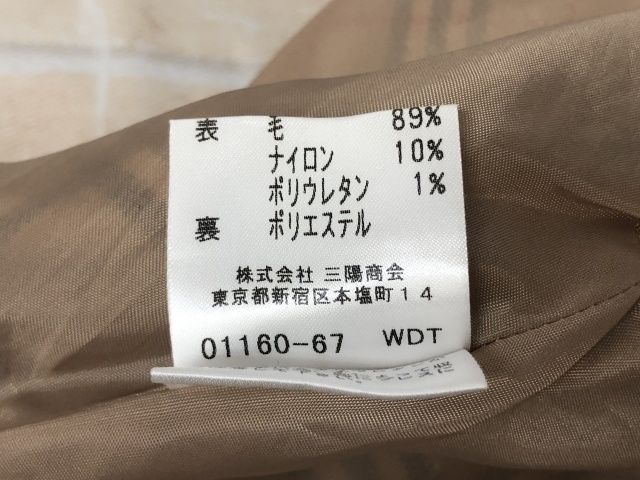 表 毛 89%
ナイロン 10%
ポリウレタン 1%
裏 ポリエステル
株式会社 三陽商会
東京都新宿区本塩町14
01160-67 WDT